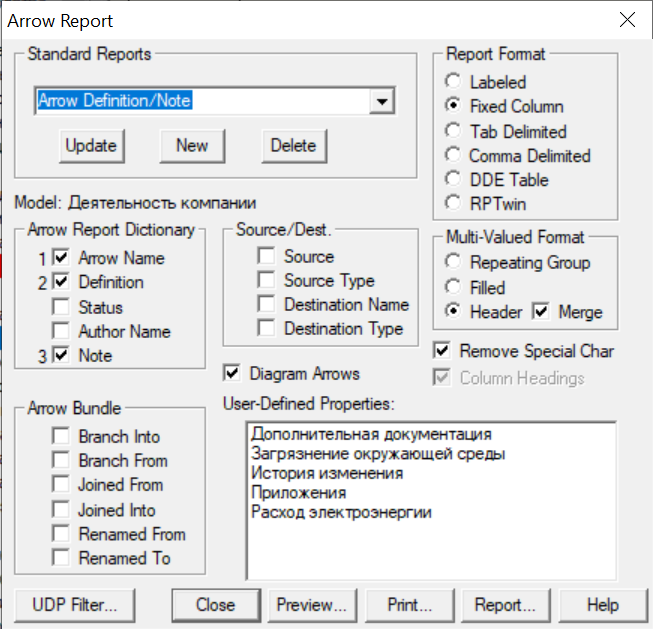 Arrow Report
Standard Reports
Arrow Definition/Note
Update New Delete
Model: Деятельность компании
Arrow Report Dictionary
1 Arrow Name
2 Definition
Status
Author Name
3 Note
Arrow Bundle
Branch Into
Branch From
Joined From
Joined Into
Renamed From
Renamed To
Source/Dest.
Source
Source Type
Destination Name
Destination Type
Diagram Arrows
Report Format
Labeled
Fixed Column
Tab Delimited
Comma Delimited
DDE Table
RPTwin
Multi-Valued Format
Repeating Group
Filled
Header Merge
Remove Special Char
Column Headings
User-Defined Properties:
Дополнительная документация
Загрязнение окружающей среды
История изменения
Приложения
Расход электроэнергии
UDP Filter... Close Preview... Print... Report... Help